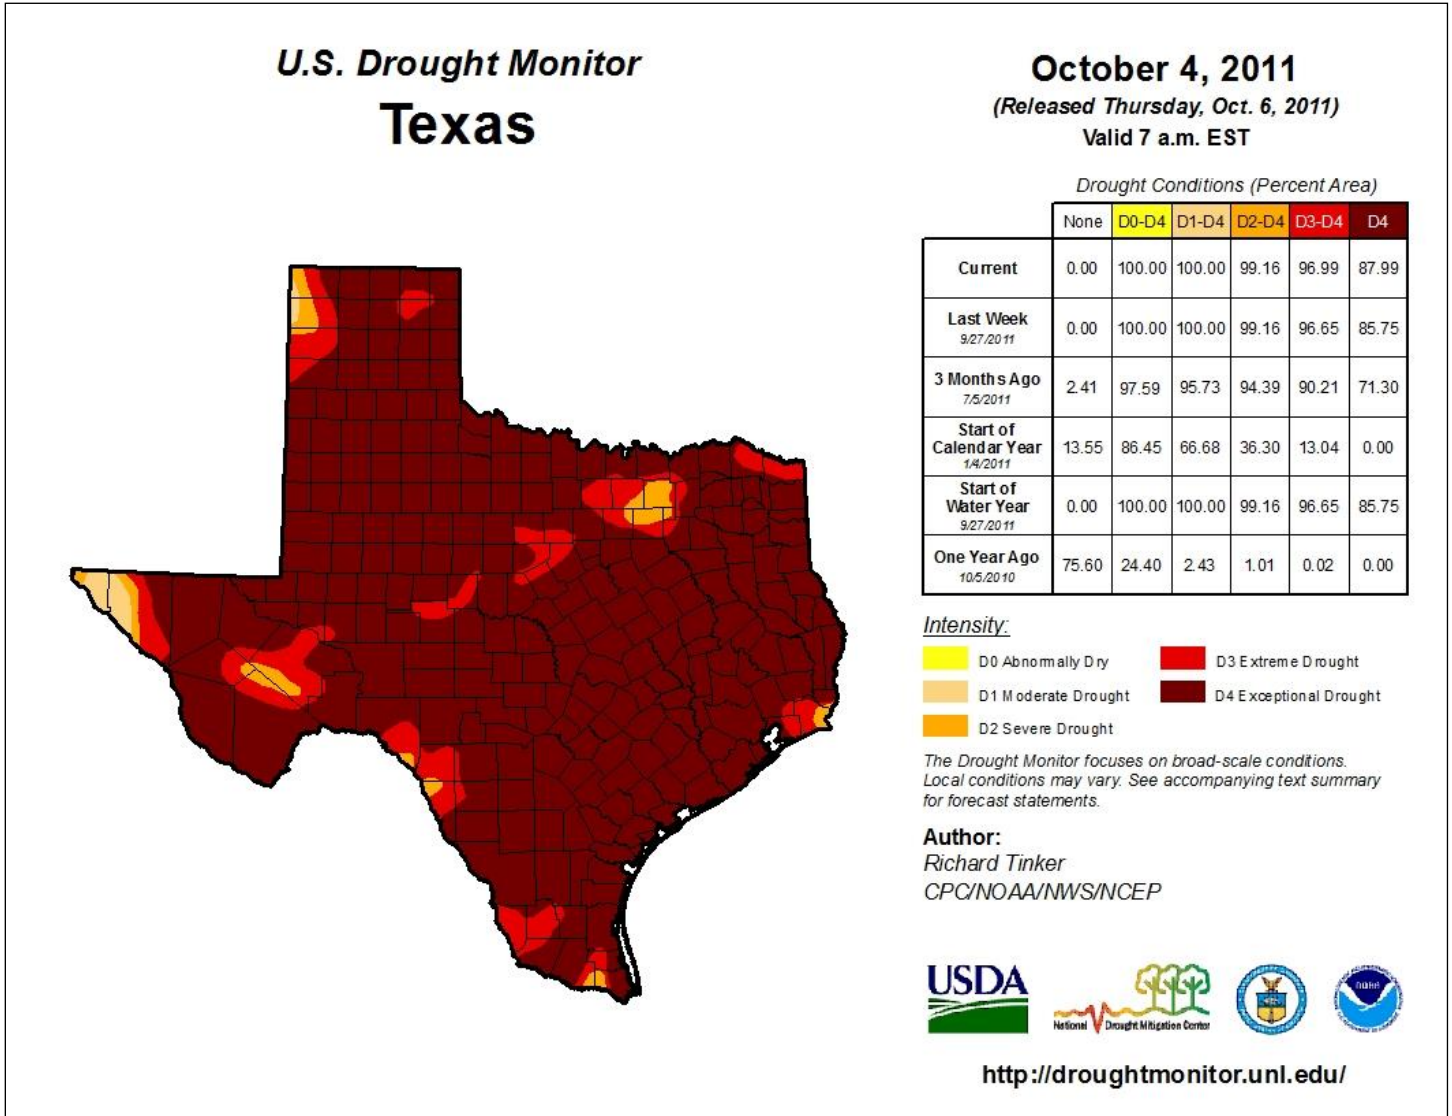 U.S. Drought Monitor
Texas
October 4, 2011
(Released Thursday, Oct. 6, 2011)
Valid 7 a.m. EST
Drought Conditions (Percent Area)
None D0-D4 D1-D4 D2-D4 D3-D4 D4
Current 0.00 100.00 100.00 99.16 96.99 87.99
Last Week
9/27/2011 0.00 100.00 100.00 99.16 96.65 85.75
3 Months Ago
7/5/2011 2.41 97.59 95.73 94.39 90.21 71.30
Start of
Calendar Year
1/4/2011 13.55 86.45 66.68 36.30 13.04 0.00
Start of
Water Year
9/27/2011 0.00 100.00 100.00 99.16 96.65 85.75
One Year Ago
10/5/2010 75.60 24.40 2.43 1.01 0.02 0.00
Intensity:
D0 Abnormally Dry
D1 Moderate Drought
D2 Severe Drought
D3 Extreme Drought
D4 Exceptional Drought
The Drought Monitor focuses on broad-scale conditions.
Local conditions may vary. See accompanying text summary
for forecast statements.
Author:
Richard Tinker
CPC/NOAA/NWS/NCEP
USDA
National Drought Mitigation Center
noaa
http://droughtmonitor.unl.edu/